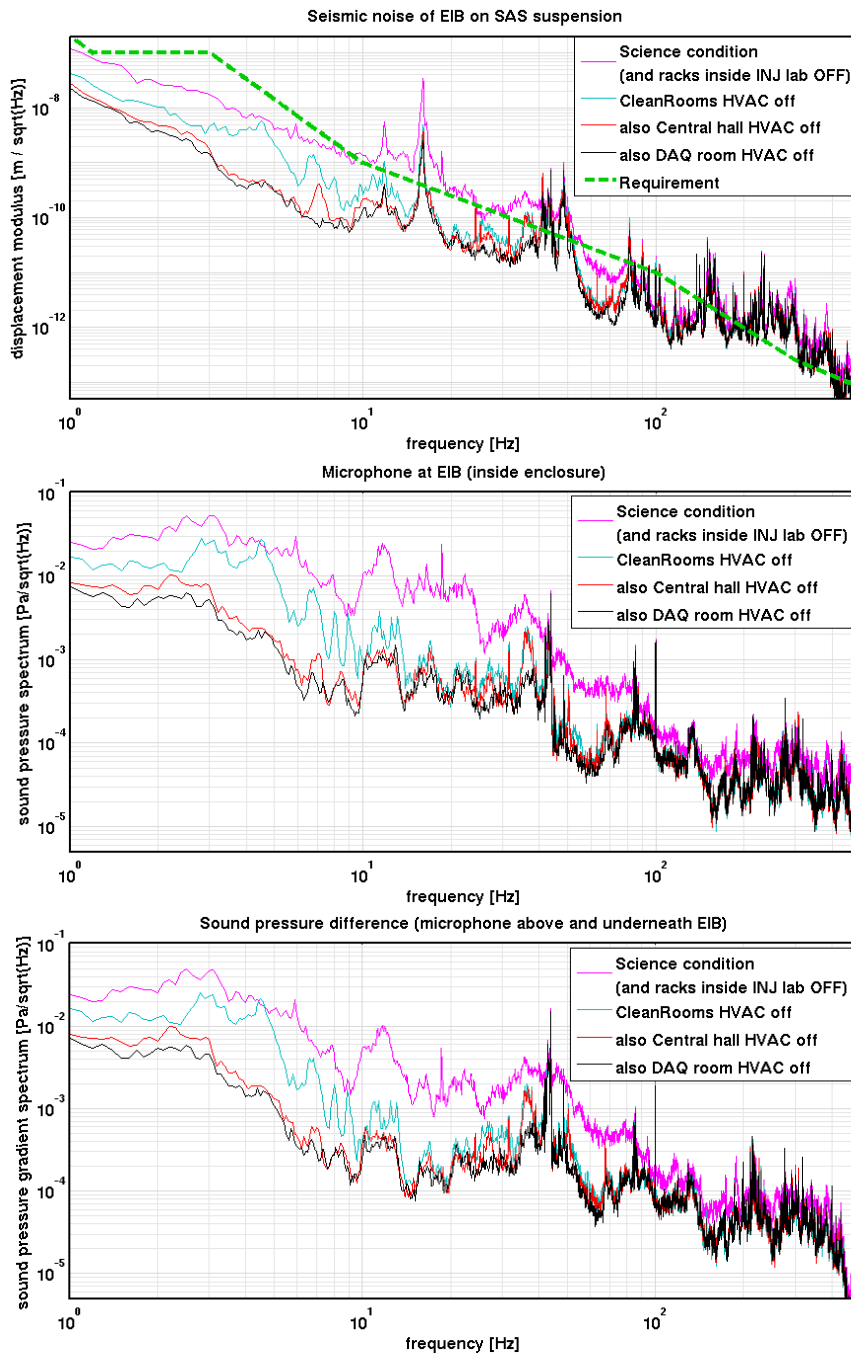 Seismic noise of EIB on SAS suspension
displacement modulus [m / sqrt(Hz)]
10^-8
10^-10
10^-12
Science condition
(and racks inside INJ lab OFF)
CleanRooms HVAC off
also Central hall HVAC off
also DAQ room HVAC off
Requirement
10^0
10^1
10^2
frequency [Hz]
Microphone at EIB (inside enclosure)
sound pressure spectrum [Pa/sqrt(Hz)]
10^-1
10^-2
10^-3
10^-4
10^-5
Science condition
(and racks inside INJ lab OFF)
CleanRooms HVAC off
also Central hall HVAC off
also DAQ room HVAC off
10^0
10^1
10^2
frequency [Hz]
Sound pressure difference (microphone above and underneath EIB)
sound pressure gradient spectrum [Pa/sqrt(Hz)]
10^-1
10^-2
10^-3
10^-4
10^-5
Science condition
(and racks inside INJ lab OFF)
CleanRooms HVAC off
also Central hall HVAC off
also DAQ room HVAC off
10^0
10^1
10^2
frequency [Hz]